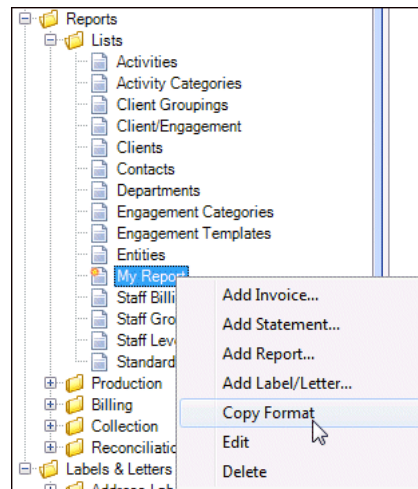 Reports
Lists
Activities
Activity Categories
Client Groupings
Client/Engagement
Clients
Contacts
Departments
Engagement Categories
Engagement Templates
Entities
My Report
Staff Billi
Staff Gro
Staff Lev
Standard
Production
Billing
Collection
Reconciliatic
Labels & Letters
Add Invoice...
Add Statement...
Add Report...
Add Label/Letter...
Copy Format
Edit
Delete